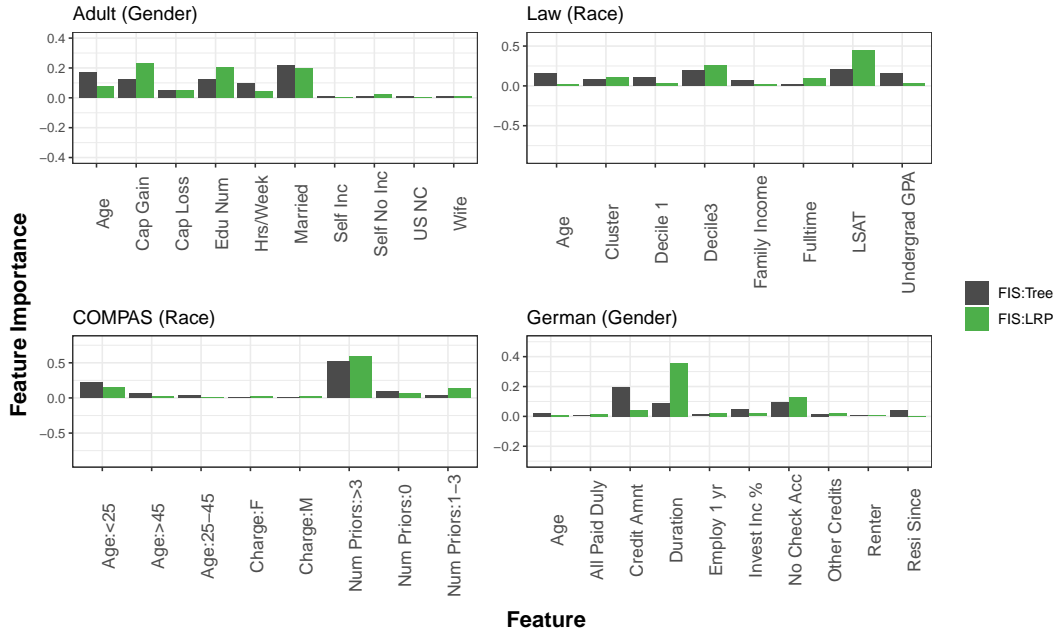 Adult (Gender)
0.4
0.2
0.0
−0.2
−0.4
Age
Cap Gain
Cap Loss
Edu Num
Hrs/Week
Married
Self Inc
Self No Inc
US NC
Wife
Law (Race)
0.5
0.0
−0.5
Age
Cluster
Decile 1
Decile3
Family Income
Fulltime
LSAT
Undergrad GPA
Feature Importance
FIS:Tree
FIS:LRP
COMPAS (Race)
0.5
0.0
−0.5
Age:<25
Age:>45
Age:25−45
Charge:F
Charge:M
Num Priors:>3
Num Priors:0
Num Priors:1−3
German (Gender)
0.4
0.2
0.0
−0.2
Age
All Paid Duly
Credit Amnt
Duration
Employ 1 yr
Invest Inc %
No Check Acc
Other Credits
Renter
Resi Since
Feature